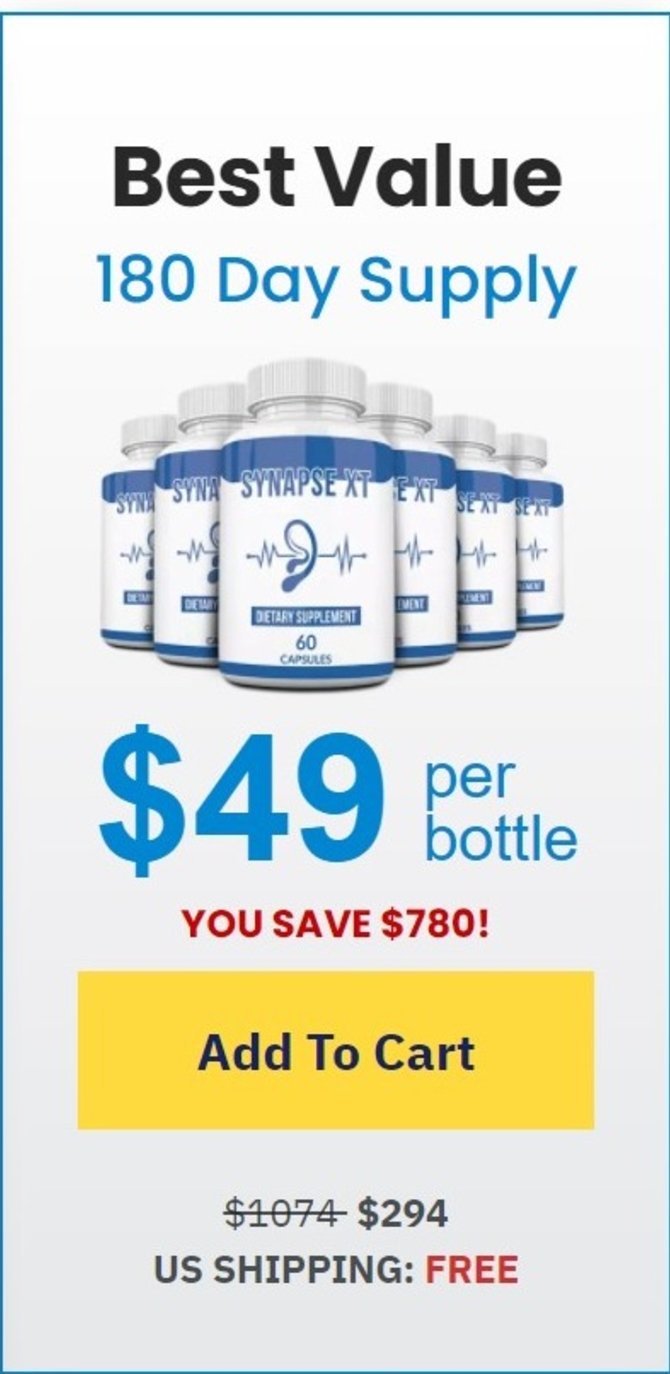 Best Value
180 Day Supply
SYNAPSE XT
DIETARY SUPPLEMENT
60
CAPSULES
$49 per
bottle
YOU SAVE $780!
Add To Cart
$1074 $294
US SHIPPING: FREE